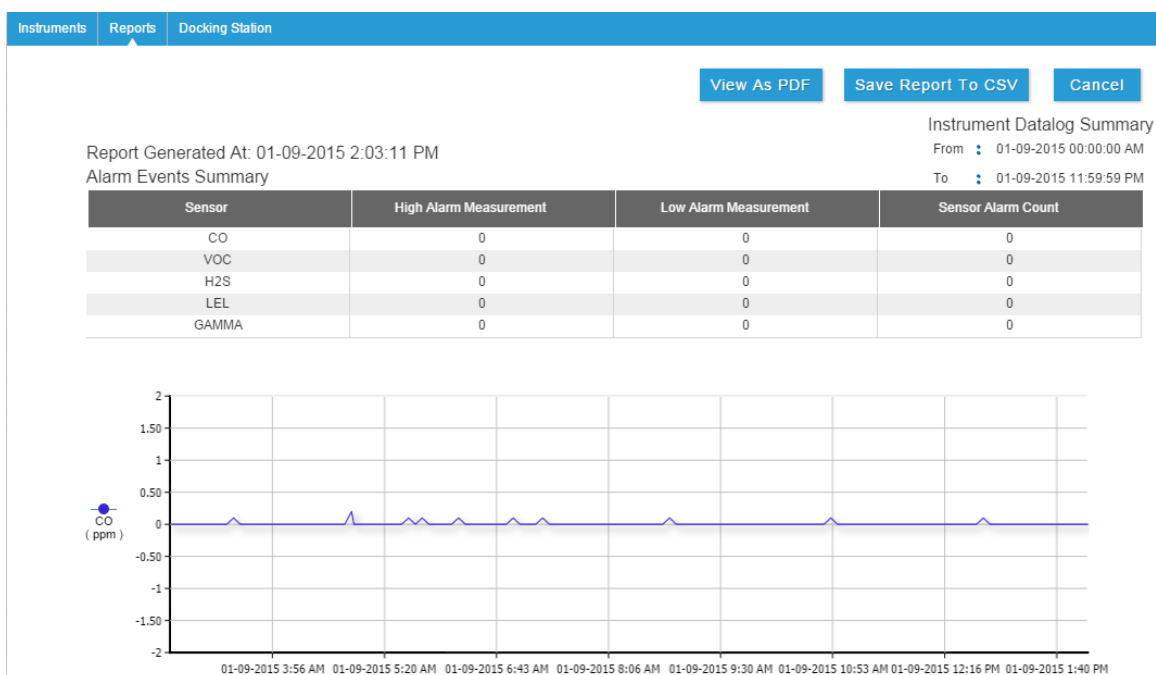 Instruments Reports Docking Station
View As PDF Save Report To CSV Cancel
Instrument Datalog Summary
Report Generated At: 01-09-2015 2:03:11 PM
From : 01-09-2015 00:00:00 AM
Alarm Events Summary
To : 01-09-2015 11:59:59 PM
Sensor High Alarm Measurement Low Alarm Measurement Sensor Alarm Count
CO 0 0 0
VOC 0 0 0
H2S 0 0 0
LEL 0 0 0
GAMMA 0 0 0
2
1.50
1
0.50
0
-0.50
-1
-1.50
-2
CO
( ppm )
01-09-2015 3:56 AM 01-09-2015 5:20 AM 01-09-2015 6:43 AM 01-09-2015 8:06 AM 01-09-2015 9:30 AM 01-09-2015 10:53 AM 01-09-2015 12:16 PM 01-09-2015 1:40 PM